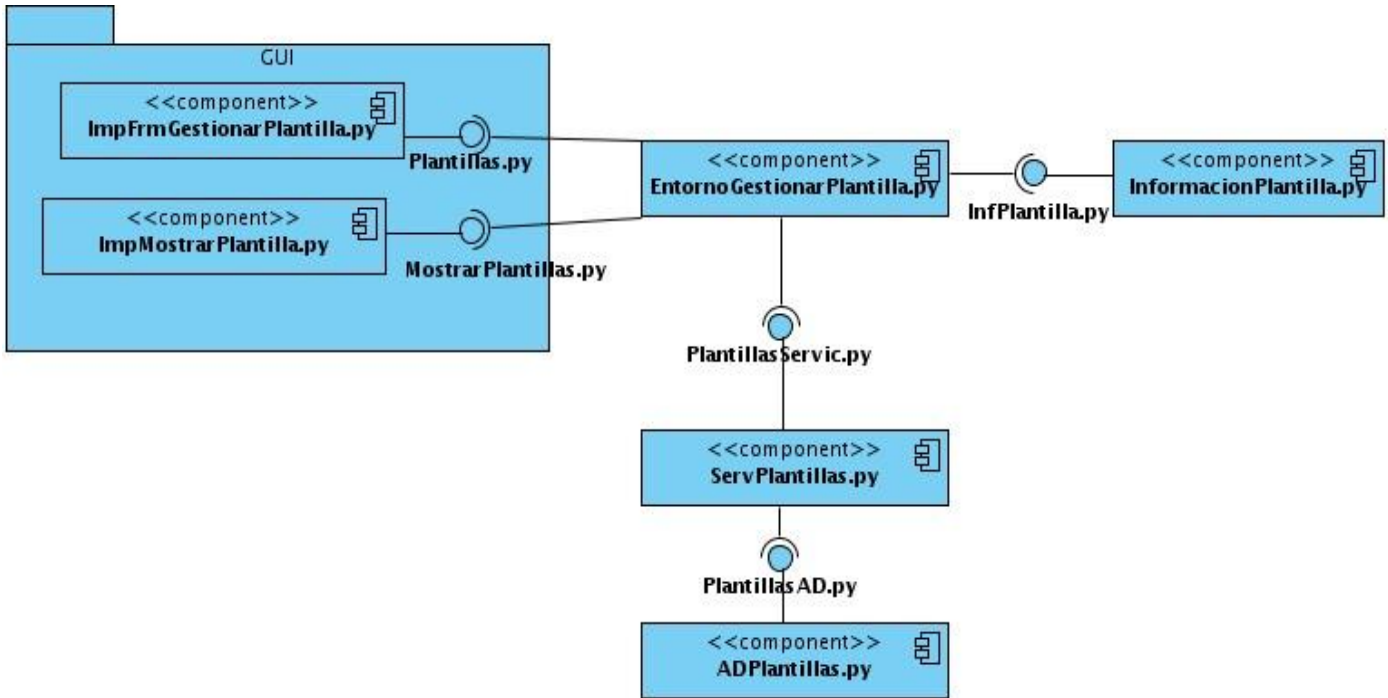 GUI
<<component>>
ImpFrmGestionarPlantilla.py
Plantillas.py
<<component>>
ImpMostrarPlantilla.py
MostrarPlantillas.py
<<component>>
EntornoGestionarPlantilla.py
InfPlantilla.py
<<component>>
InformacionPlantilla.py
PlantillasServic.py
<<component>>
ServPlantillas.py
PlantillasAD.py
<<component>>
ADPlantillas.py